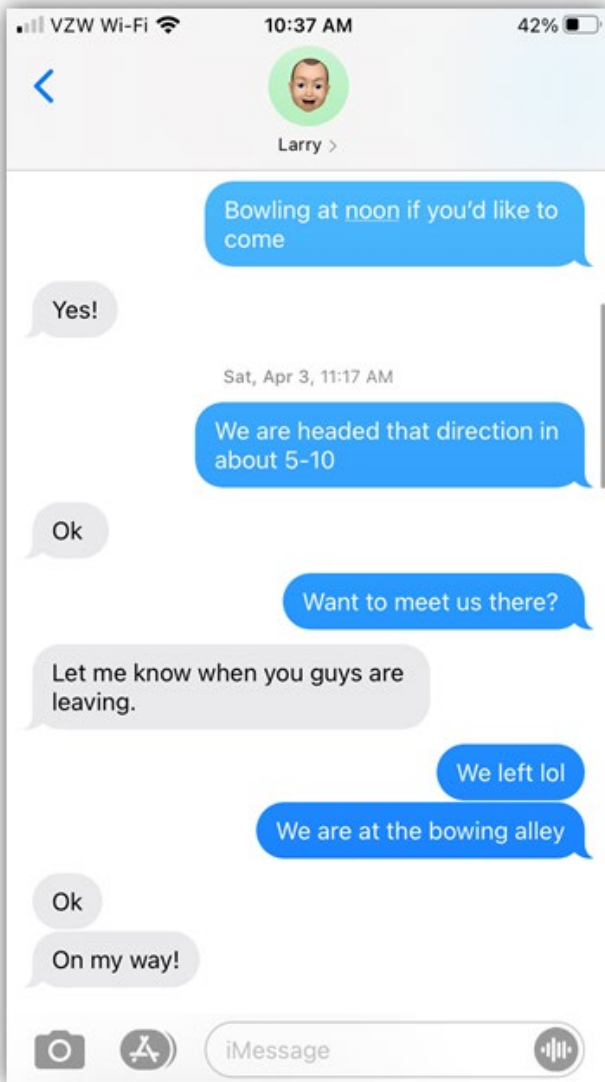 VZW Wi-Fi 10:37 AM 42%
Larry >
Bowling at noon if you'd like to
come
Yes!
Sat, Apr 3, 11:17 AM
We are headed that direction in
about 5-10
Ok
Want to meet us there?
Let me know when you guys are
leaving.
We left lol
We are at the bowing alley
Ok
On my way!
iMessage